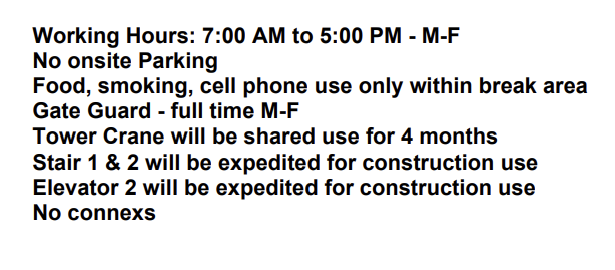 Working Hours: 7:00 AM to 5:00 PM - M-F
No onsite Parking
Food, smoking, cell phone use only within break area
Gate Guard - full time M-F
Tower Crane will be shared use for 4 months
Stair 1 & 2 will be expedited for construction use
Elevator 2 will be expedited for construction use
No connexs